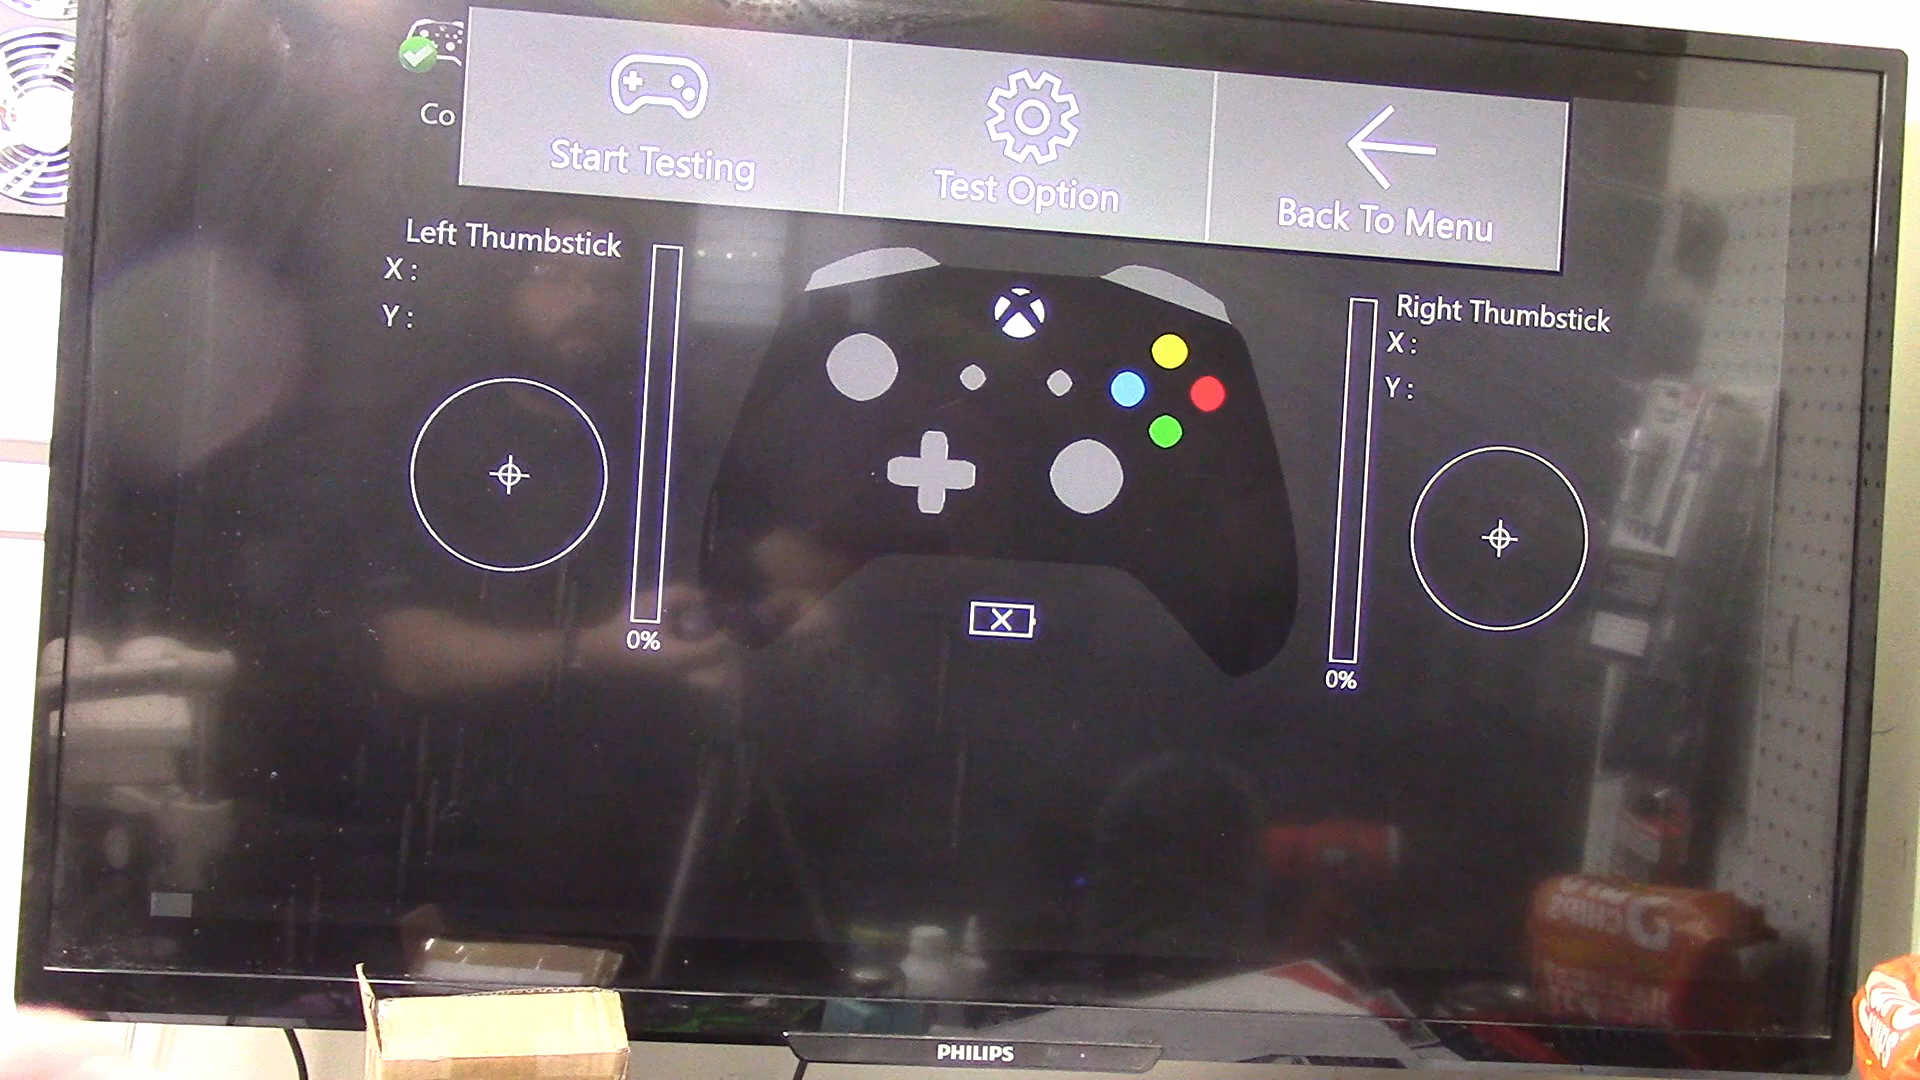 Co
Start Testing
Test Option
Back To Menu
Left Thumbstick
X :
Y :
0%
Right Thumbstick
X :
Y :
0%
PHILIPS